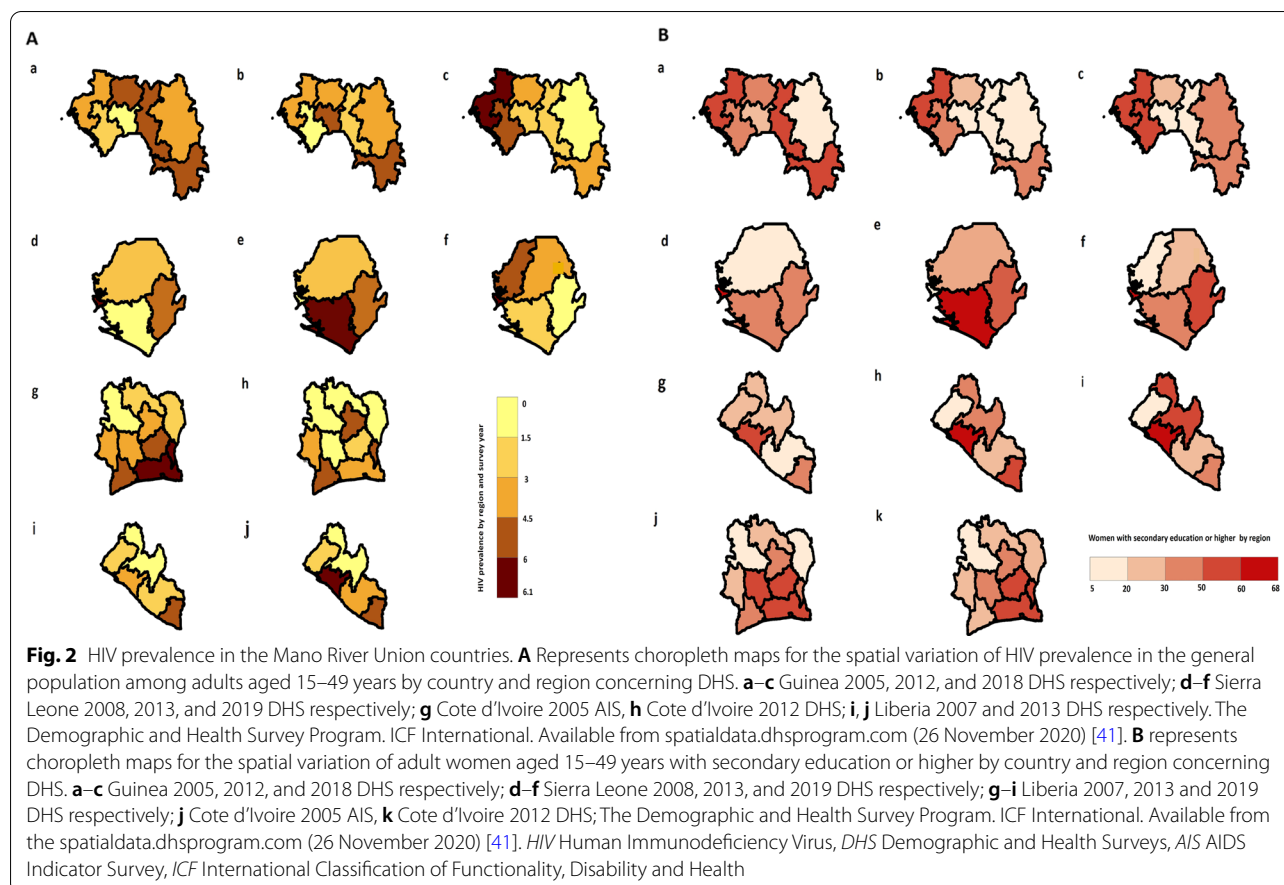 A
B
a
b
c
a
b
c
d
e
f
d
e
f
g
h
g
h
i
i
j
j
k
HIV prevalence by region and survey year
0
1.5
3
4.5
6
6.1
Women with secondary education or higher by region
5 20 30 50 60 68
Fig. 2 HIV prevalence in the Mano River Union countries. A Represents choropleth maps for the spatial variation of HIV prevalence in the general
population among adults aged 15–49 years by country and region concerning DHS. a–c Guinea 2005, 2012, and 2018 DHS respectively; d–f Sierra
Leone 2008, 2013, and 2019 DHS respectively; g Cote d’Ivoire 2005 AIS, h Cote d’Ivoire 2012 DHS; i, j Liberia 2007 and 2013 DHS respectively. The
Demographic and Health Survey Program. ICF International. Available from spatialdata.dhsprogram.com (26 November 2020) [41]. B represents
choropleth maps for the spatial variation of adult women aged 15–49 years with secondary education or higher by country and region concerning
DHS. a–c Guinea 2005, 2012, and 2018 DHS respectively; d–f Sierra Leone 2008, 2013, and 2019 DHS respectively; g–i Liberia 2007, 2013 and 2019
DHS respectively; j Cote d’Ivoire 2005 AIS, k Cote d’Ivoire 2012 DHS; The Demographic and Health Survey Program. ICF International. Available from
the spatialdata.dhsprogram.com (26 November 2020) [41]. HIV Human Immunodeficiency Virus, DHS Demographic and Health Surveys, AIS AIDS
Indicator Survey, ICF International Classification of Functionality, Disability and Health